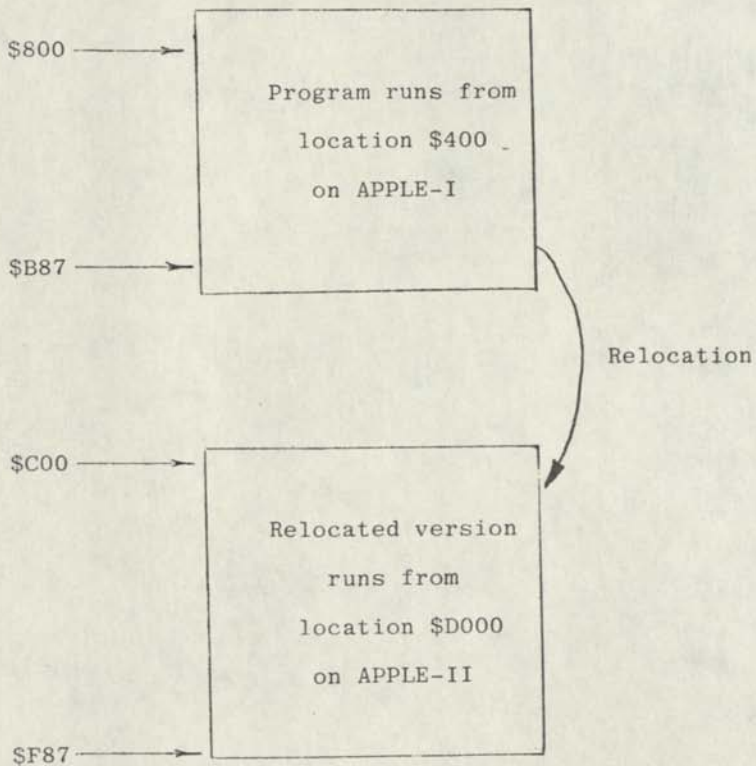 $800
Program runs from
location $400
on APPLE-I
$B87
Relocation
$C00
Relocated version
runs from
location $D000
on APPLE-II
$F87